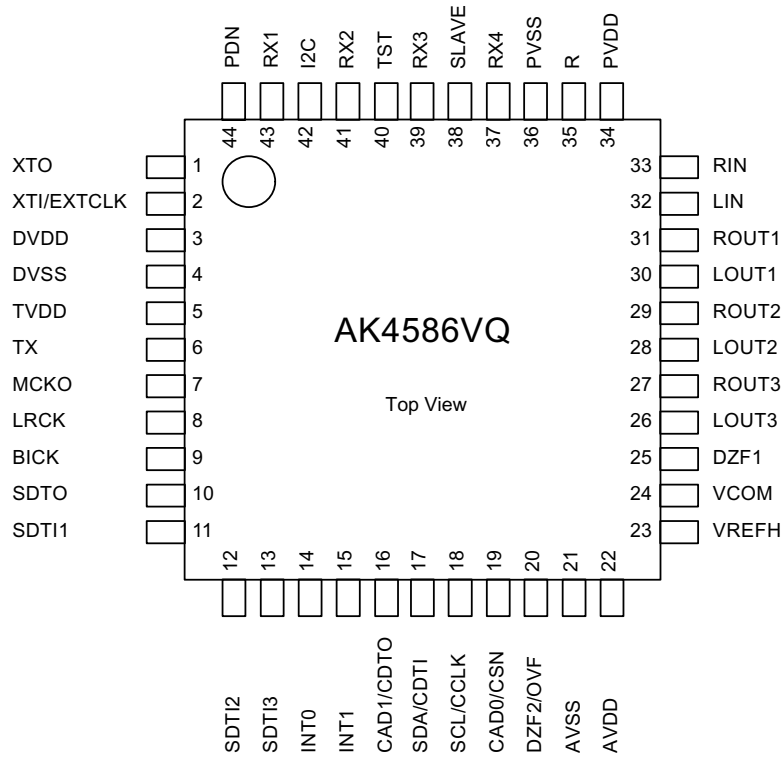 PDN
RX1
I2C
RX2
TST
RX3
SLAVE
RX4
PVSS
R
PVDD
44
43
42
41
40
39
38
37
36
35
34
XTO 1
XTI/EXTCLK 2
DVDD 3
DVSS 4
TVDD 5
TX 6
MCKO 7
LRCK 8
BICK 9
SDTO 10
SDTI1 11
AK4586VQ
Top View
33 RIN
32 LIN
31 ROUT1
30 LOUT1
29 ROUT2
28 LOUT2
27 ROUT3
26 LOUT3
25 DZF1
24 VCOM
23 VREFH
12
13
14
15
16
17
18
19
20
21
22
SDTI2
SDTI3
INT0
INT1
CAD1/CDTO
SDA/CDTI
SCL/CCLK
CAD0/CSN
DZF2/OVF
AVSS
AVDD